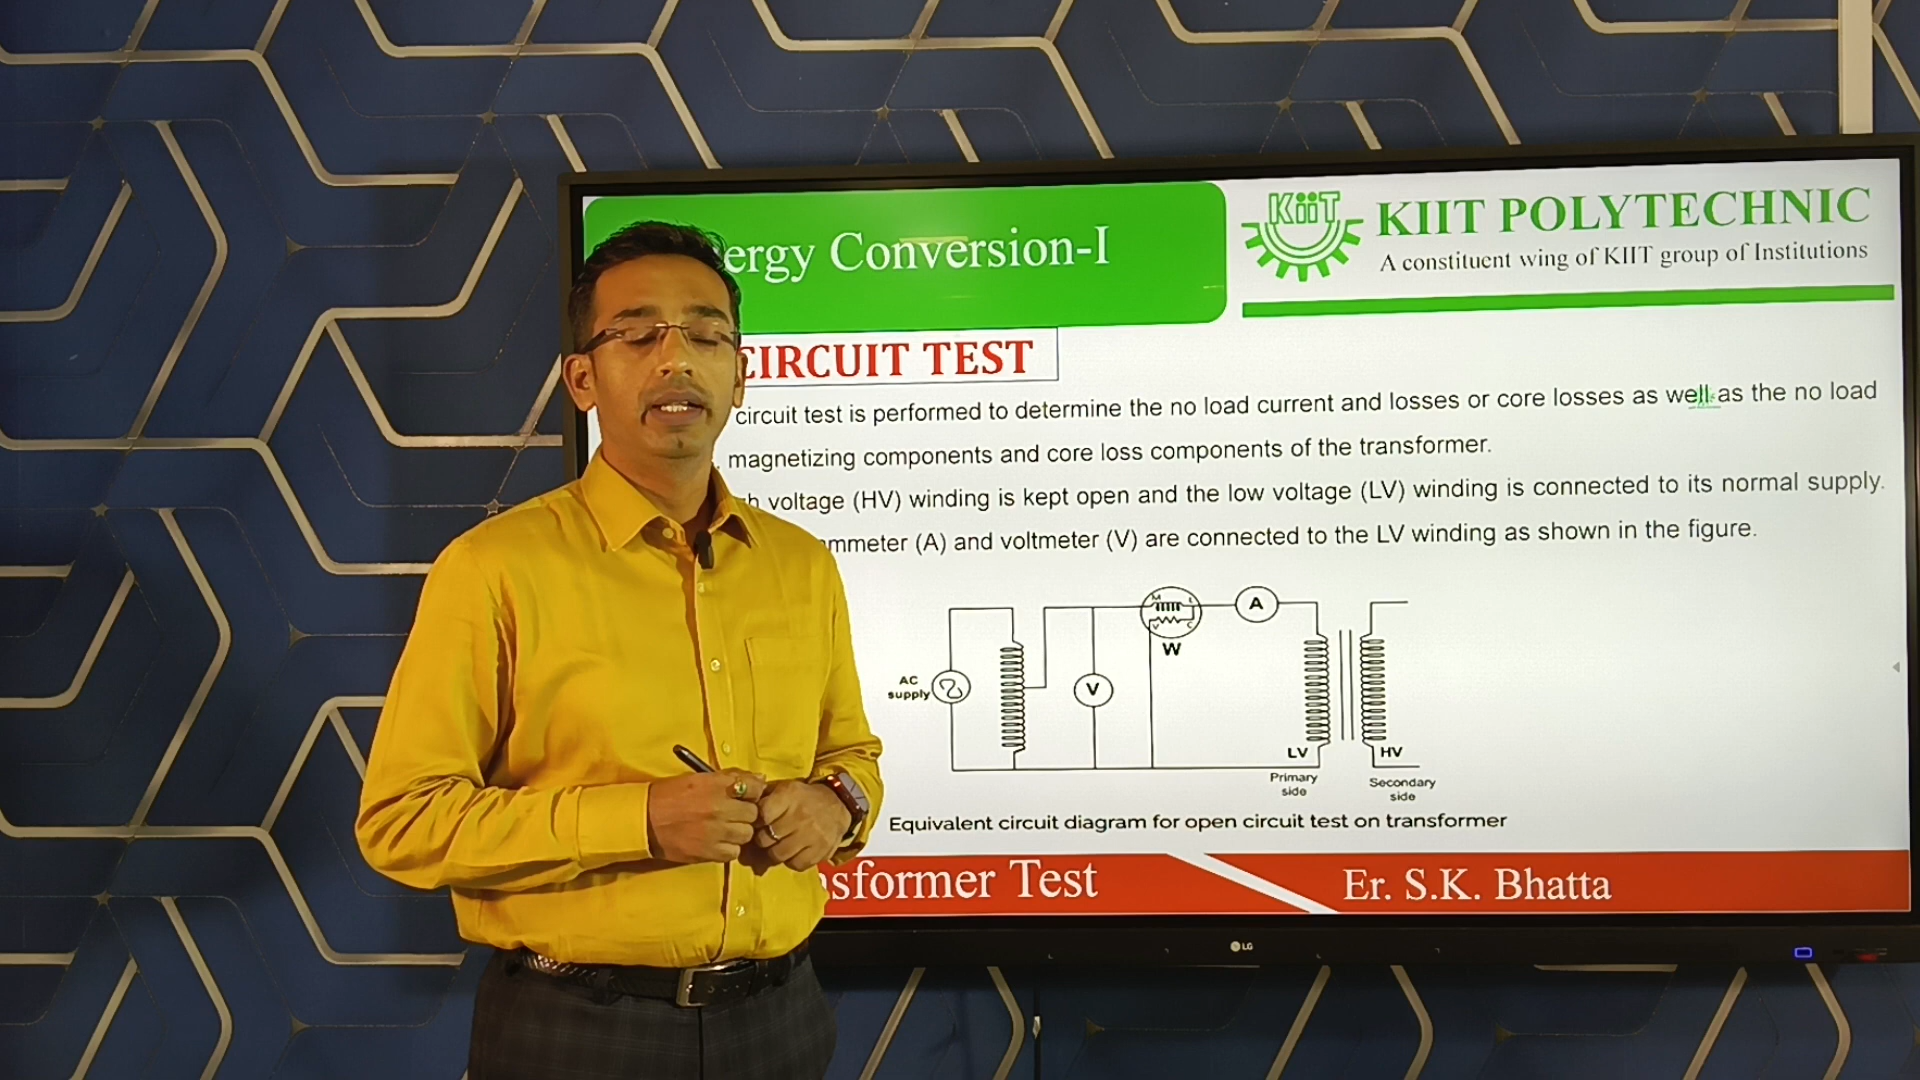 ergy Conversion-I
KiiT
KIIT POLYTECHNIC
A constituent wing of KIIT group of Institutions
CIRCUIT TEST
circuit test is performed to determine the no load current and losses or core losses as well as the no load
magnetizing components and core loss components of the transformer.
h voltage (HV) winding is kept open and the low voltage (LV) winding is connected to its normal supply.
mmeter (A) and voltmeter (V) are connected to the LV winding as shown in the figure.
M L
V C
W
A
AC
supply
V
LV
HV
Primary
side
Secondary
side
Equivalent circuit diagram for open circuit test on transformer
sformer Test
Er. S.K. Bhatta
LG